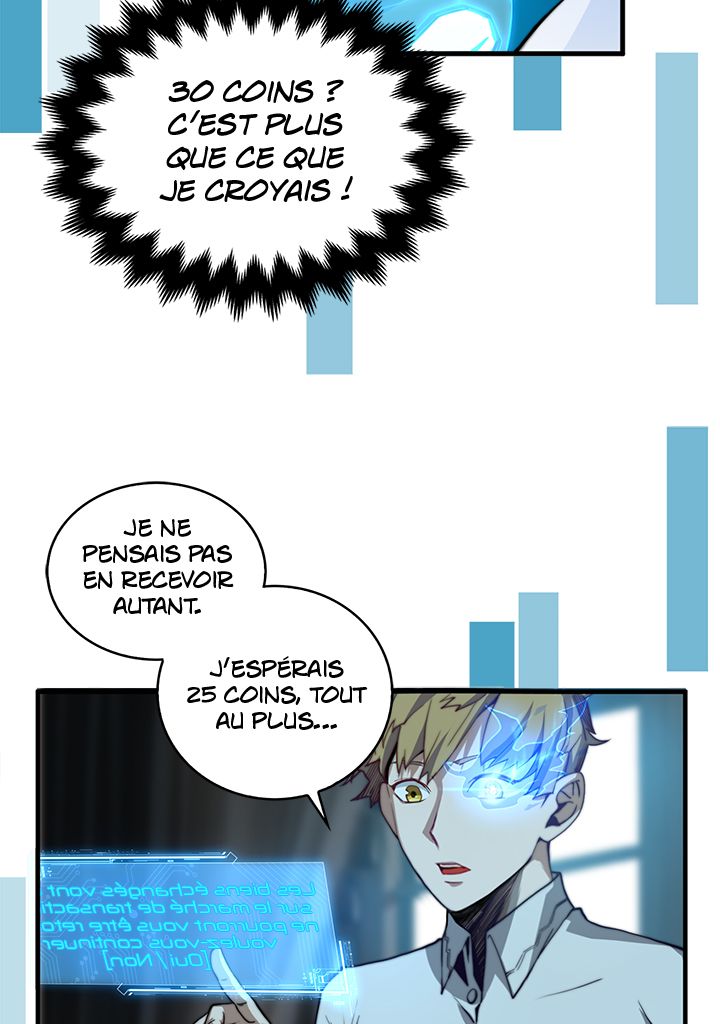 30 COINS ?
C'EST PLUS
QUE CE QUE
JE CROYAIS !
JE NE
PENSAIS PAS
EN RECEVOIR
AUTANT.
J'ESPÉRAIS
25 COINS, TOUT
AU PLUS...
Les biens échangés vont
sur le marché de transacti
ne pourront pas être reto
voulez-vous continuer
[Oui / Non]